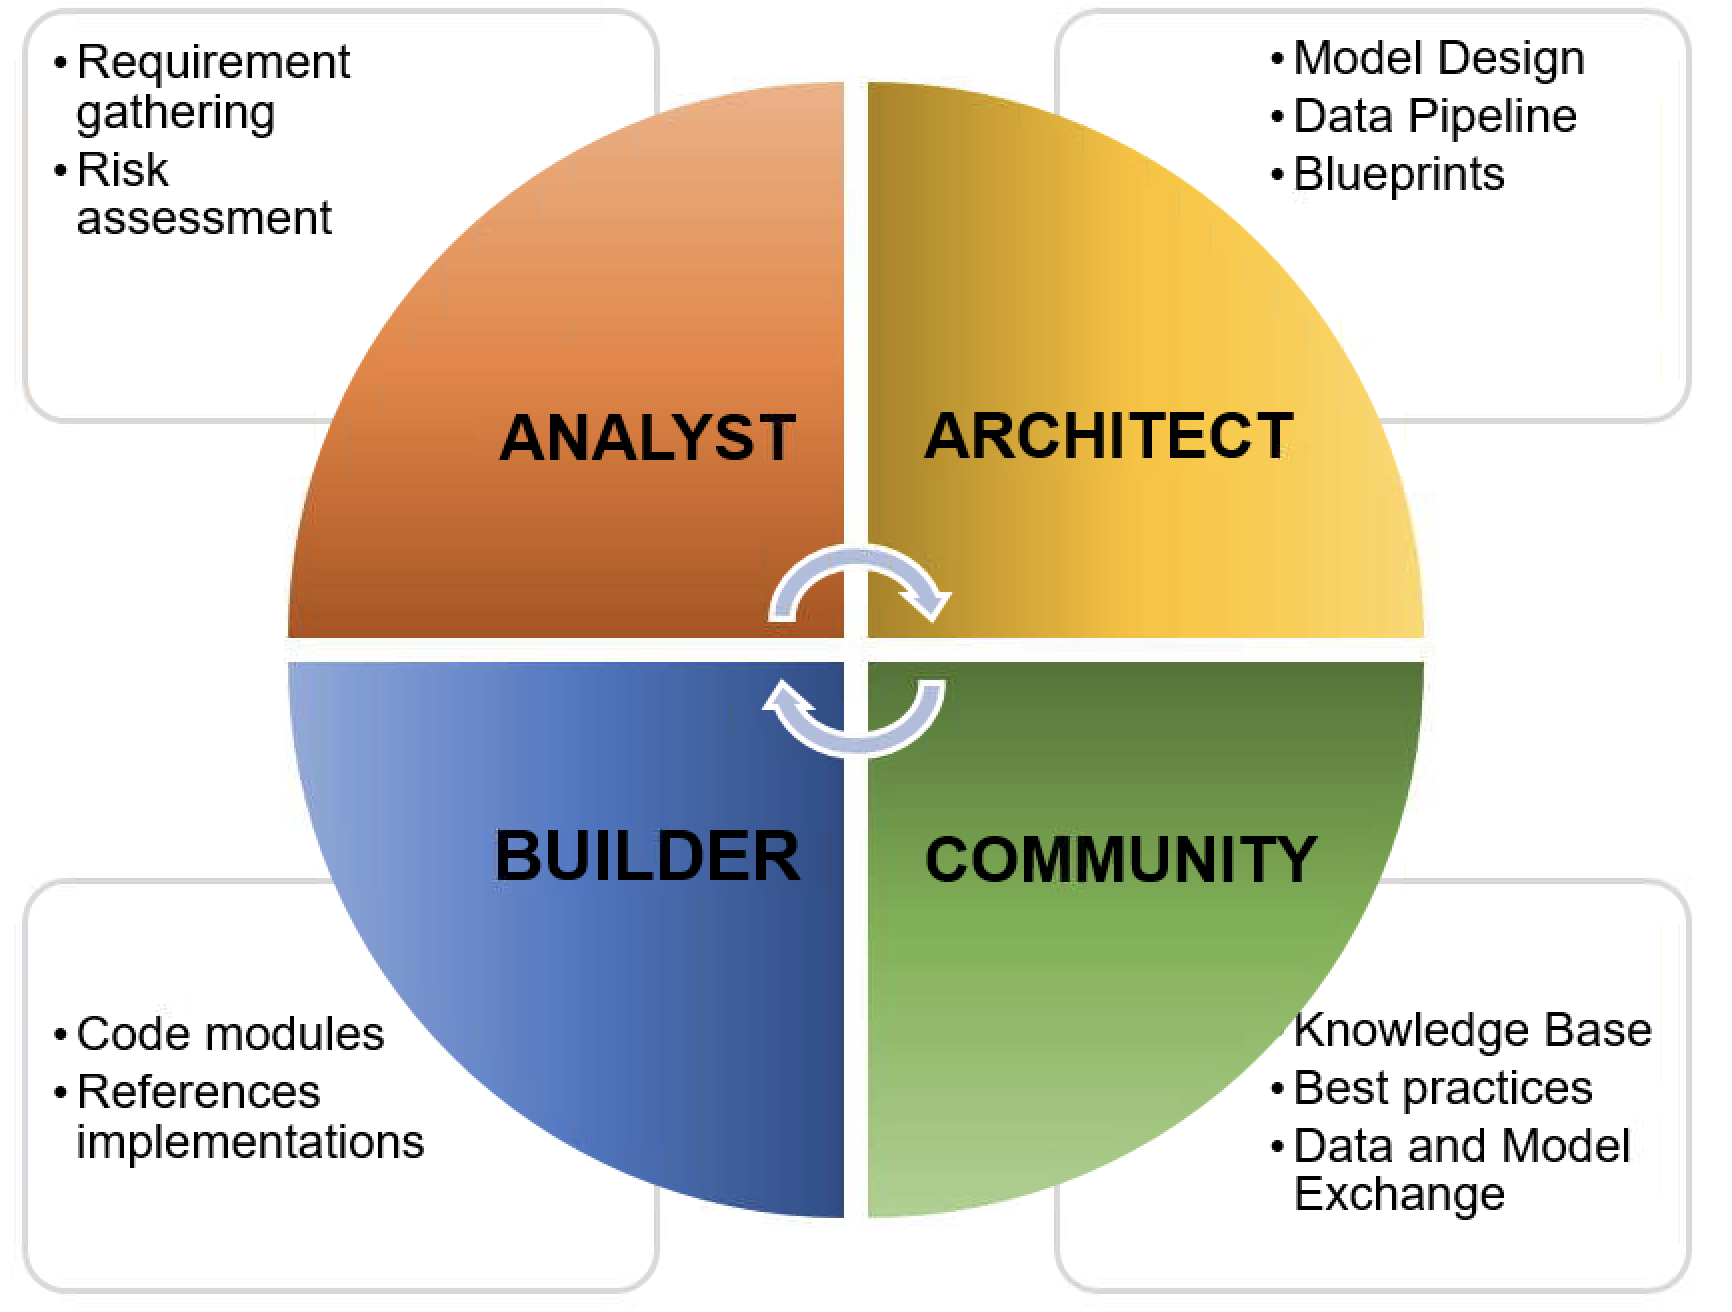 • Requirement
gathering
• Risk
assessment
• Model Design
• Data Pipeline
• Blueprints
ANALYST
ARCHITECT
BUILDER
COMMUNITY
• Code modules
• References
implementations
Knowledge Base
• Best practices
• Data and Model
Exchange